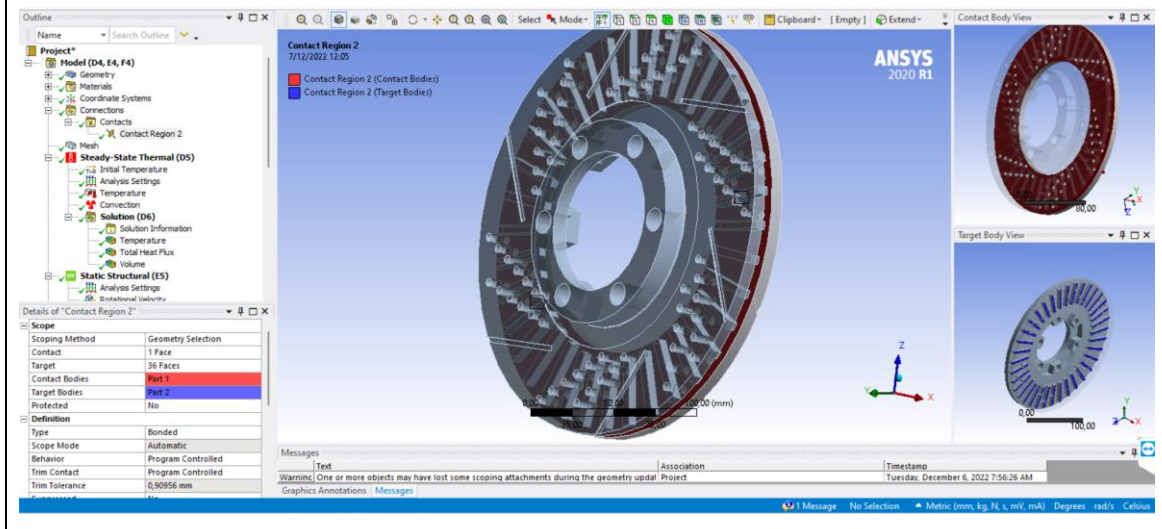 Outline
Select Mode [Empty] Extend
Clipboard
Contact Body View
Name Search Outline
Project*
Model (D4, E4, F4)
Geometry
Materials
Coordinate Systems
Connections
Contacts
Contact Region 2
Mesh
Steady-State Thermal (D5)
Initial Temperature
Analysis Settings
Temperature
Convection
Solution (D6)
Solution Information
Temperature
Total Heat Flux
Volume
Static Structural (E5)
Analysis Settings
Rotational Velocity
Details of "Contact Region 2"
Scope
Scoping Method Geometry Selection
Contact 1 Face
Target 36 Faces
Contact Bodies Part 1
Target Bodies Part 2
Protected No
Definition
Type Bonded
Scope Mode Automatic
Behavior Program Controlled
Trim Contact Program Controlled
Trim Tolerance 0,90956 mm
Contact Region 2
7/12/2022 12:05
Contact Region 2 (Contact Bodies)
Contact Region 2 (Target Bodies)
ANSYS
2020 R1
Z
Y
X
0,00 50,00 100,00 (mm)
25,00
80,00
Y
Z
Target Body View
0,00
100,00
Y
Z X
Messages
Text Association Timestamp
Warning One or more objects may have lost some scoping attachments during the geometry updat Project Tuesday, December 6, 2022 7:56:26 AM
Graphics Annotations Messages
1 Message No Selection Metric (mm, kg, N, s, mV, mA) Degrees rad/s Celsius